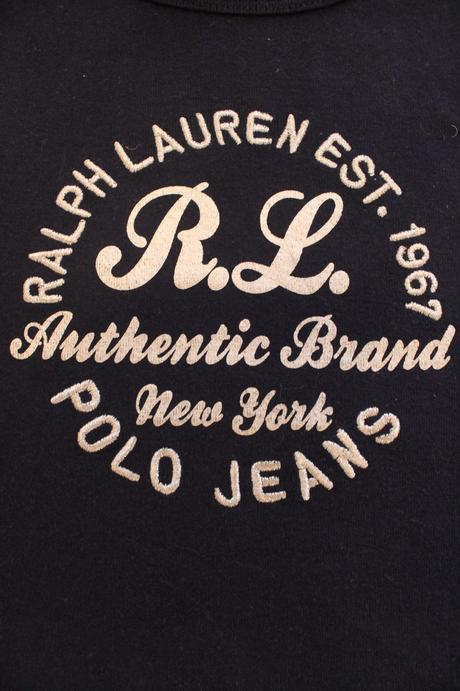 RALPH LAUREN EST. 1967
R.L.
Authentic Brand
New York
POLO JEANS